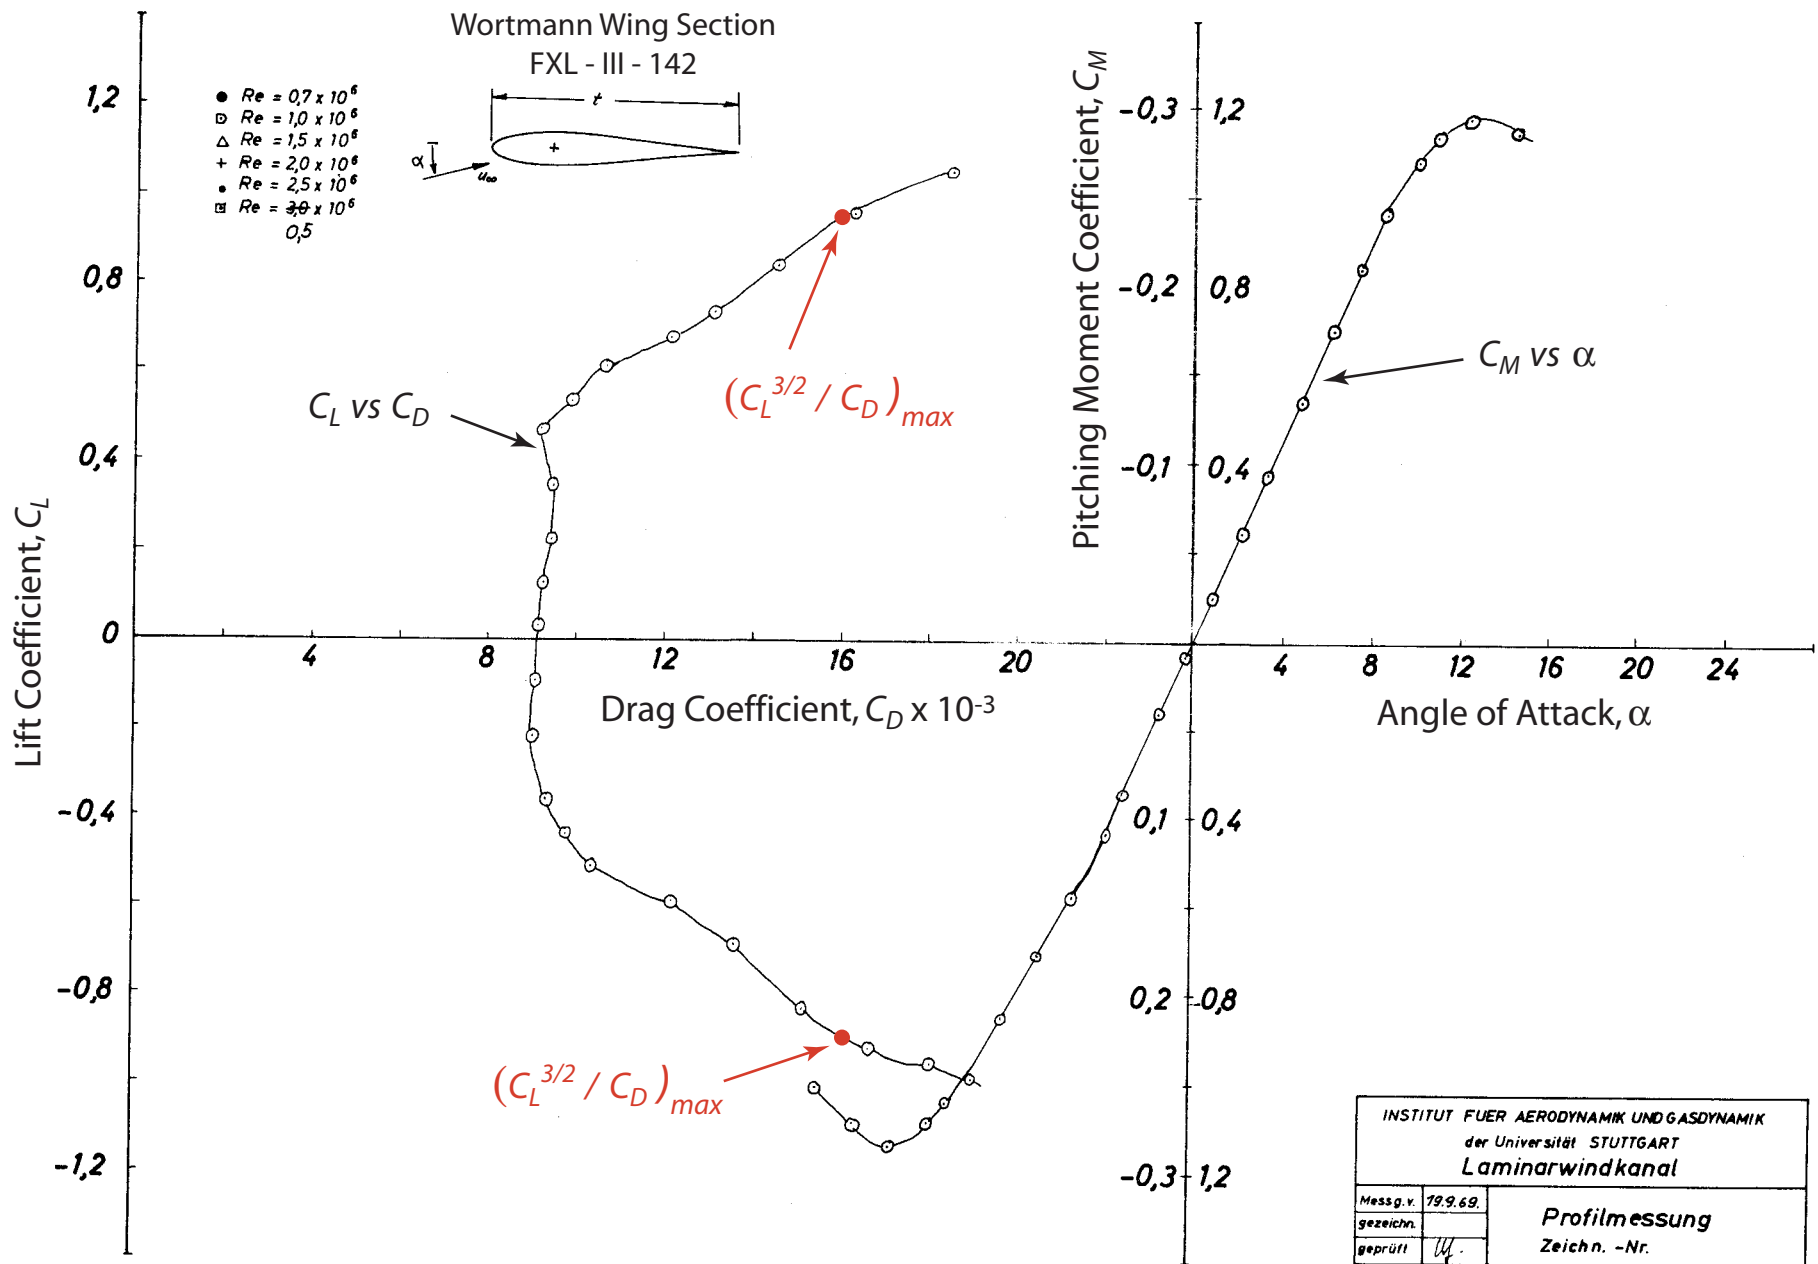 Wortmann Wing Section
FXL - III - 142
● Re = 0,7 x 10⁶
Re = 1,0 x 10⁶
△ Re = 1,5 x 10⁶
+ Re = 2,0 x 10⁶
• Re = 2,5 x 10⁶
Re = 3,0 x 10⁶
0,5
t
α
u∞
Lift Coefficient, C_L
1,2
0,8
0,4
0
-0,4
-0,8
-1,2
4
8
12
16
20
Drag Coefficient, C_D x 10⁻³
C_L vs C_D
(C_L^3/2 / C_D)max
(C_L^3/2 / C_D)max
Pitching Moment Coefficient, C_M
-0,3 1,2
-0,2 0,8
-0,1 0,4
0,1 0,4
0,2 -0,8
-0,3 1,2
C_M vs α
4
8
12
16
20
24
Angle of Attack, α
INSTITUT FUER AERODYNAMIK UND GASDYNAMIK
der Universität STUTTGART
Laminarwindkanal
Messg.v. 19.9.69.
gezeichn.
geprüft
Profilmessung
Zeichn. -Nr.